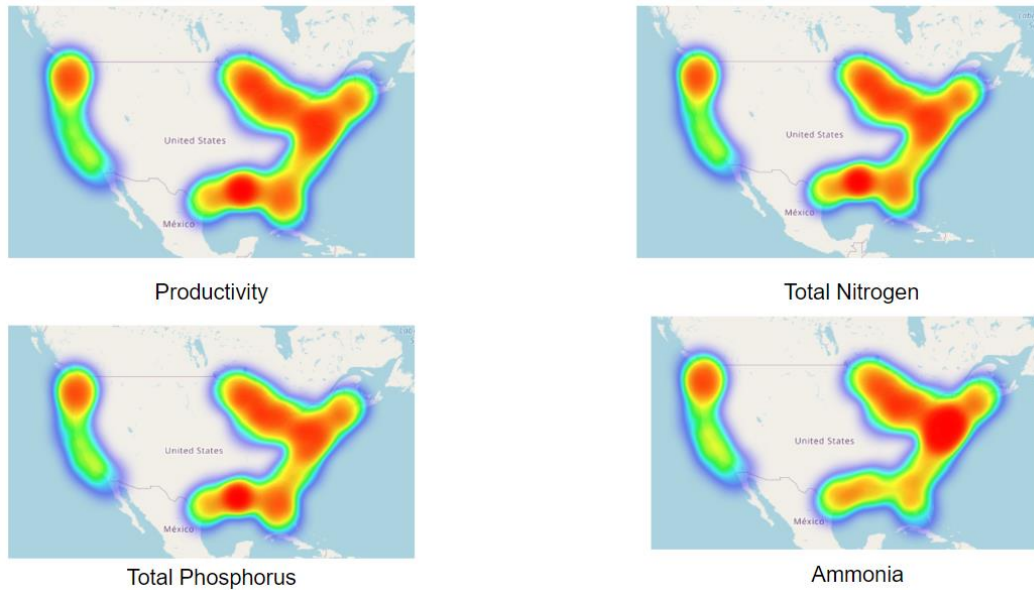 United States
México
Productivity
United States
México
Total Nitrogen
United States
México
Total Phosphorus
United States
México
Ammonia